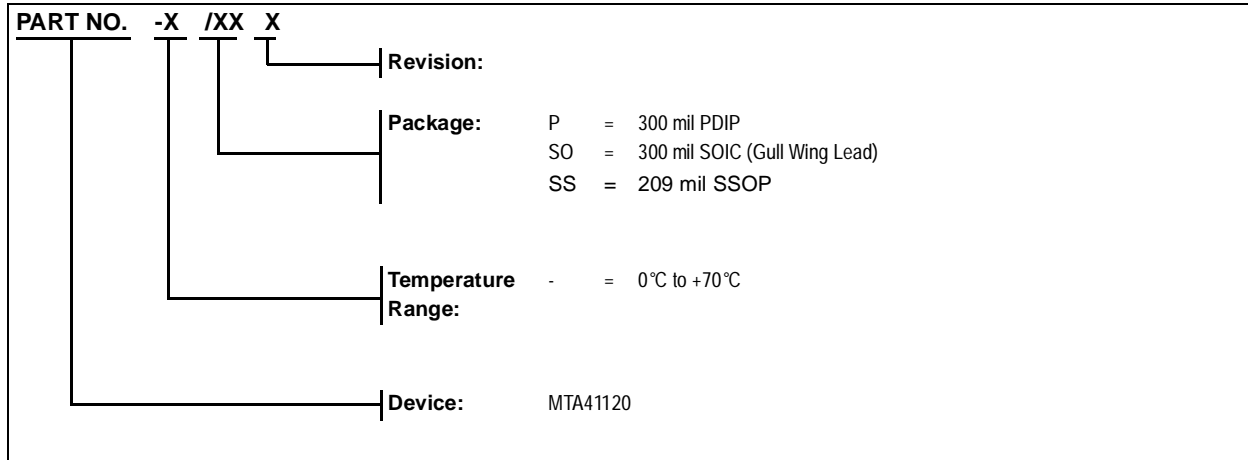 PART NO. -X /XX X
Revision:
Package: P = 300 mil PDIP
SO = 300 mil SOIC (Gull Wing Lead)
SS = 209 mil SSOP
Temperature - = 0°C to +70°C
Range:
Device: MTA41120